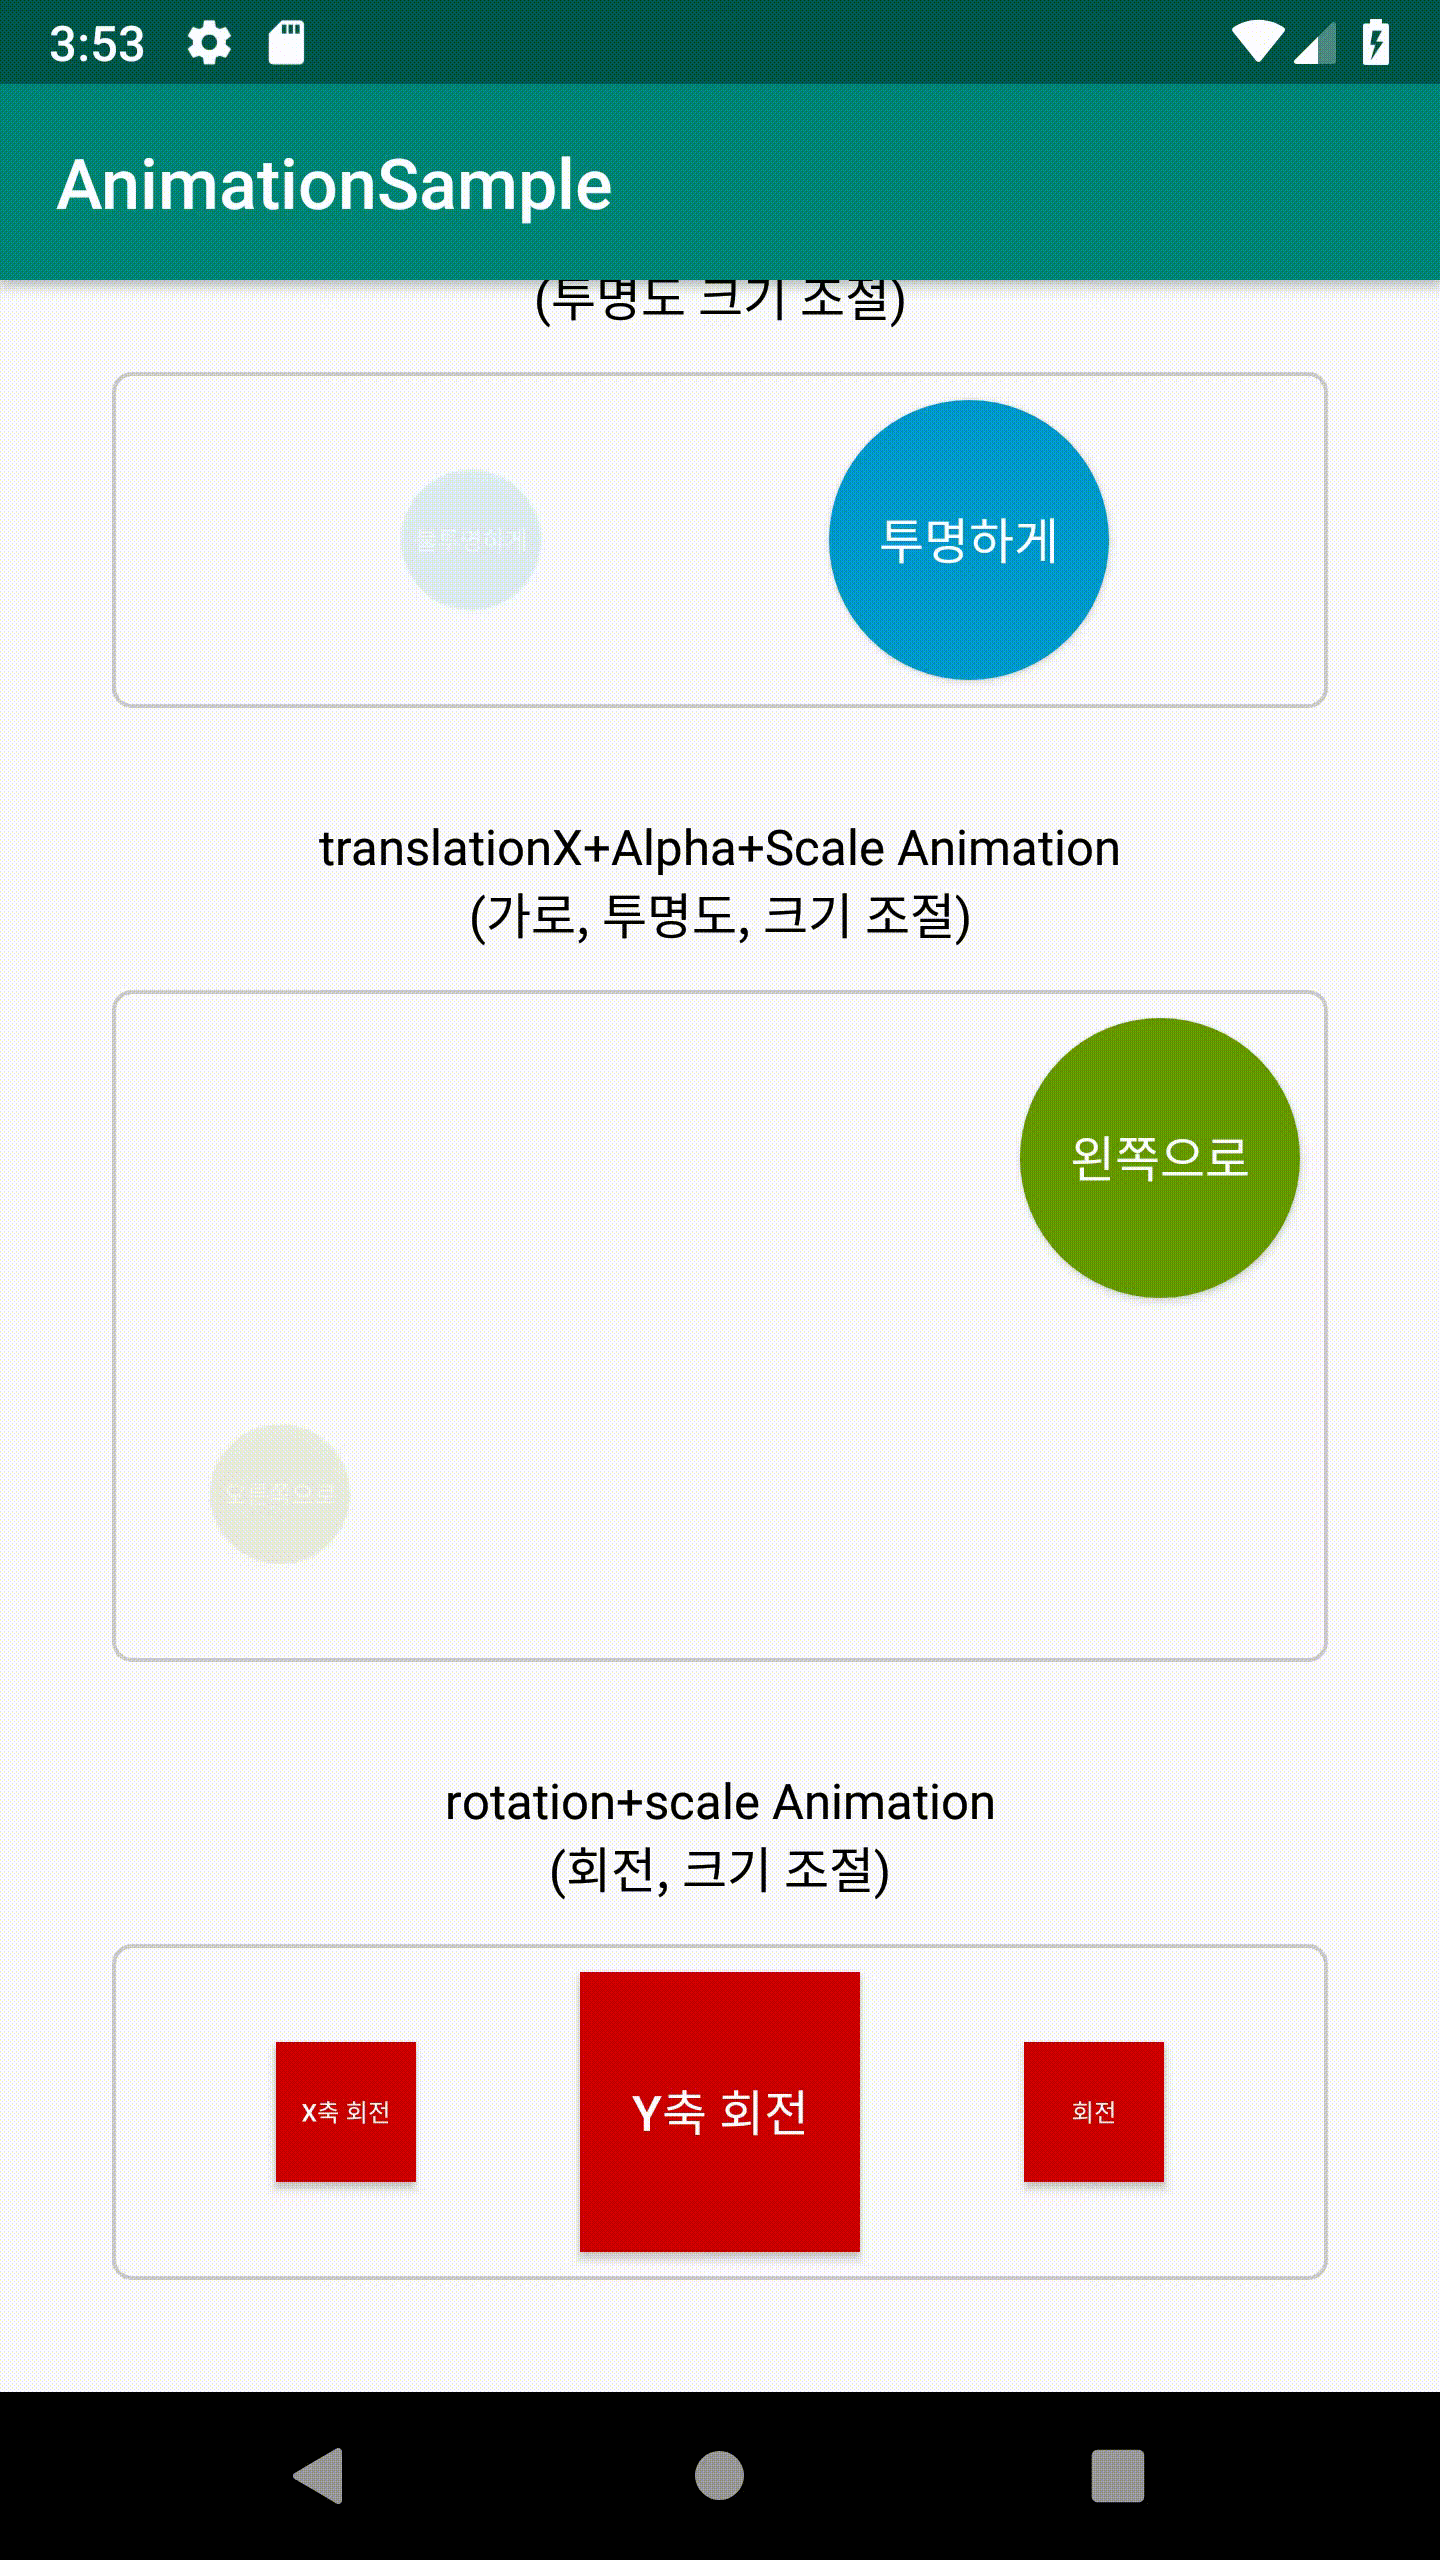 3:53
AnimationSample
(투명도 크기 조절)
불투명하게
투명하게
translationX+Alpha+Scale Animation
(가로, 투명도, 크기 조절)
왼쪽으로
오른쪽으로
rotation+scale Animation
(회전, 크기 조절)
X축 회전
Y축 회전
회전